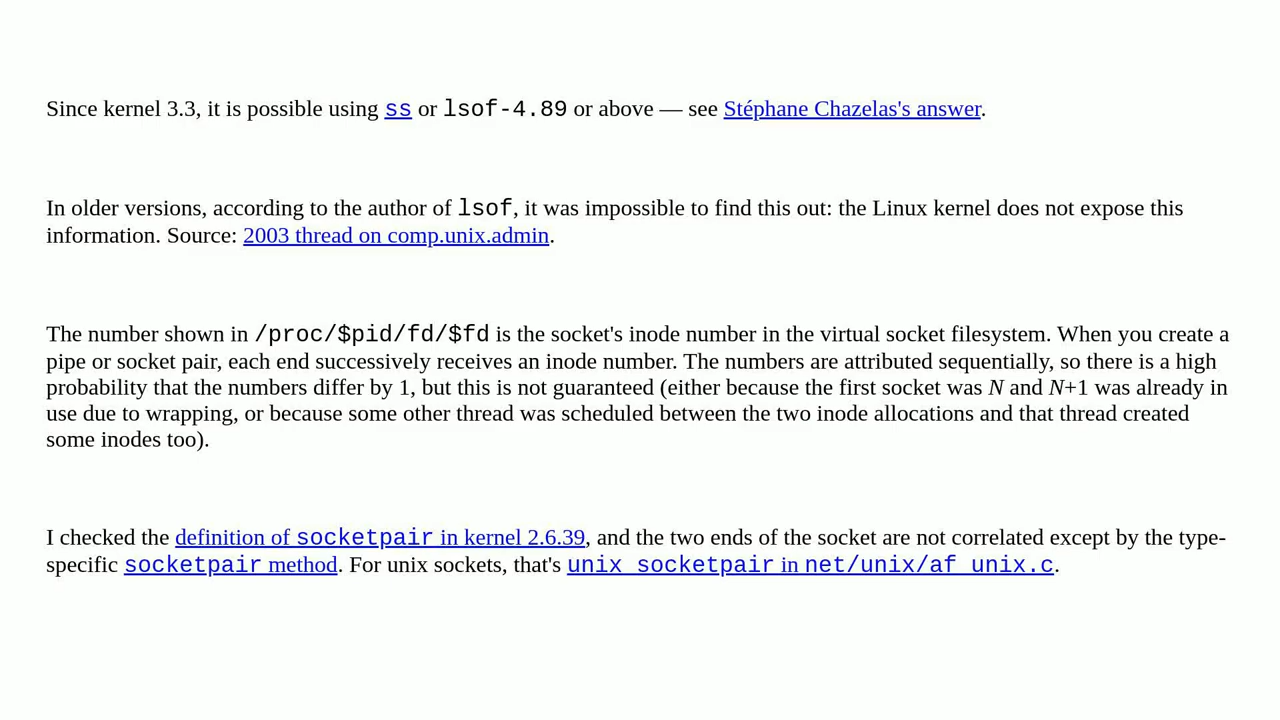 Since kernel 3.3, it is possible using ss or lsof-4.89 or above — see Stéphane Chazelas's answer.
In older versions, according to the author of lsof, it was impossible to find this out: the Linux kernel does not expose this
information. Source: 2003 thread on comp.unix.admin.
The number shown in /proc/$pid/fd/$fd is the socket's inode number in the virtual socket filesystem. When you create a
pipe or socket pair, each end successively receives an inode number. The numbers are attributed sequentially, so there is a high
probability that the numbers differ by 1, but this is not guaranteed (either because the first socket was N and N+1 was already in
use due to wrapping, or because some other thread was scheduled between the two inode allocations and that thread created
some inodes too).
I checked the definition of socketpair in kernel 2.6.39, and the two ends of the socket are not correlated except by the type-
specific socketpair method. For unix sockets, that's unix_socketpair in net/unix/af_unix.c.